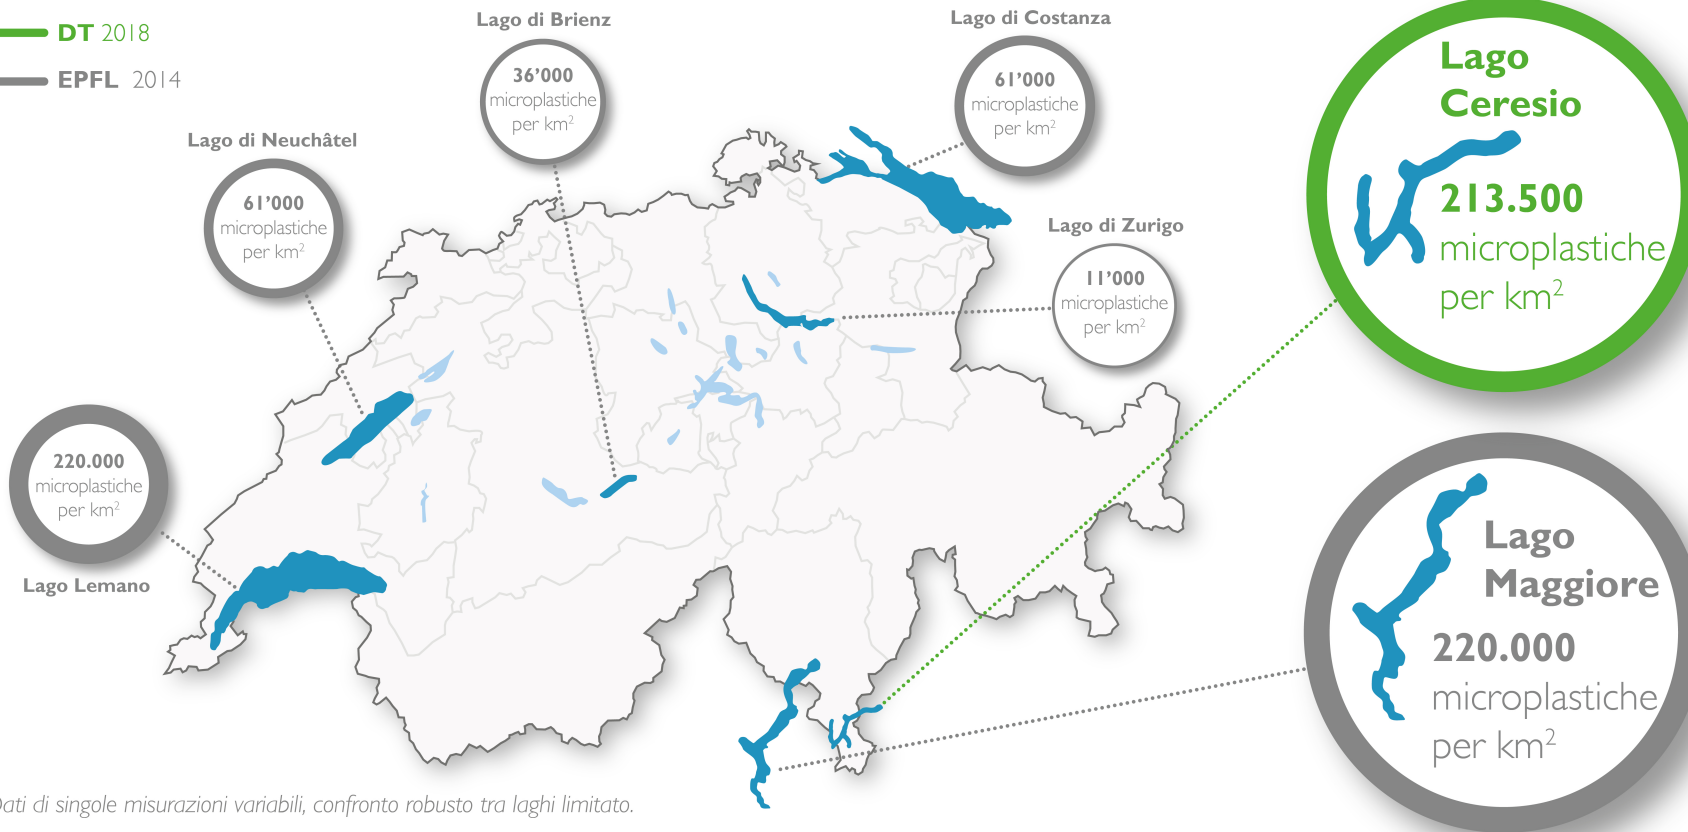 DT 2018
EPFL 2014
Lago di Brienz
36’000
microplastiche
per km²
Lago di Costanza
61’000
microplastiche
per km²
Lago di Neuchâtel
61’000
microplastiche
per km²
Lago di Zurigo
11’000
microplastiche
per km²
220.000
microplastiche
per km²
Lago Lemano
Lago
Ceresio
213.500
microplastiche
per km²
Lago
Maggiore
220.000
microplastiche
per km²
Dati di singole misurazioni variabili, confronto robusto tra laghi limitato.